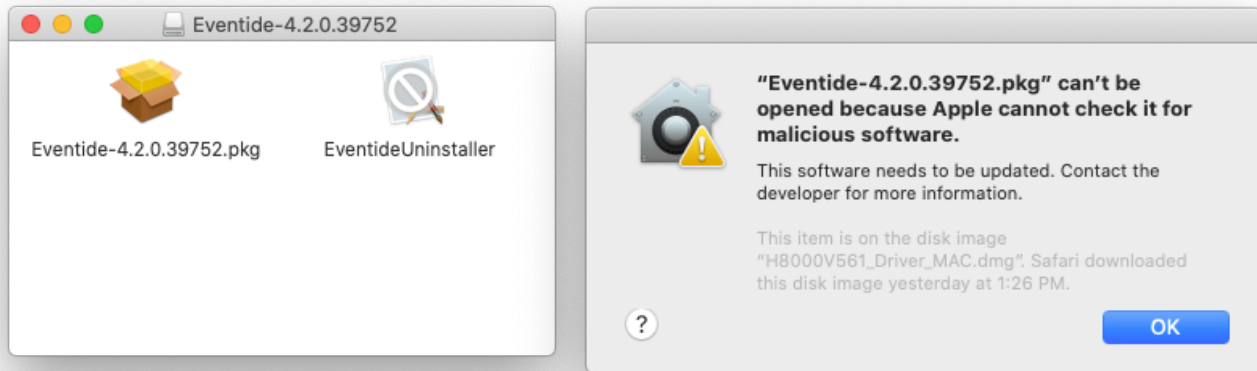 Eventide-4.2.0.39752
Eventide-4.2.0.39752.pkg
EventideUninstaller
“Eventide-4.2.0.39752.pkg” can’t be
opened because Apple cannot check it for
malicious software.
This software needs to be updated. Contact the
developer for more information.
This item is on the disk image
“H8000V561_Driver_MAC.dmg”. Safari downloaded
this disk image yesterday at 1:26 PM.
?
OK